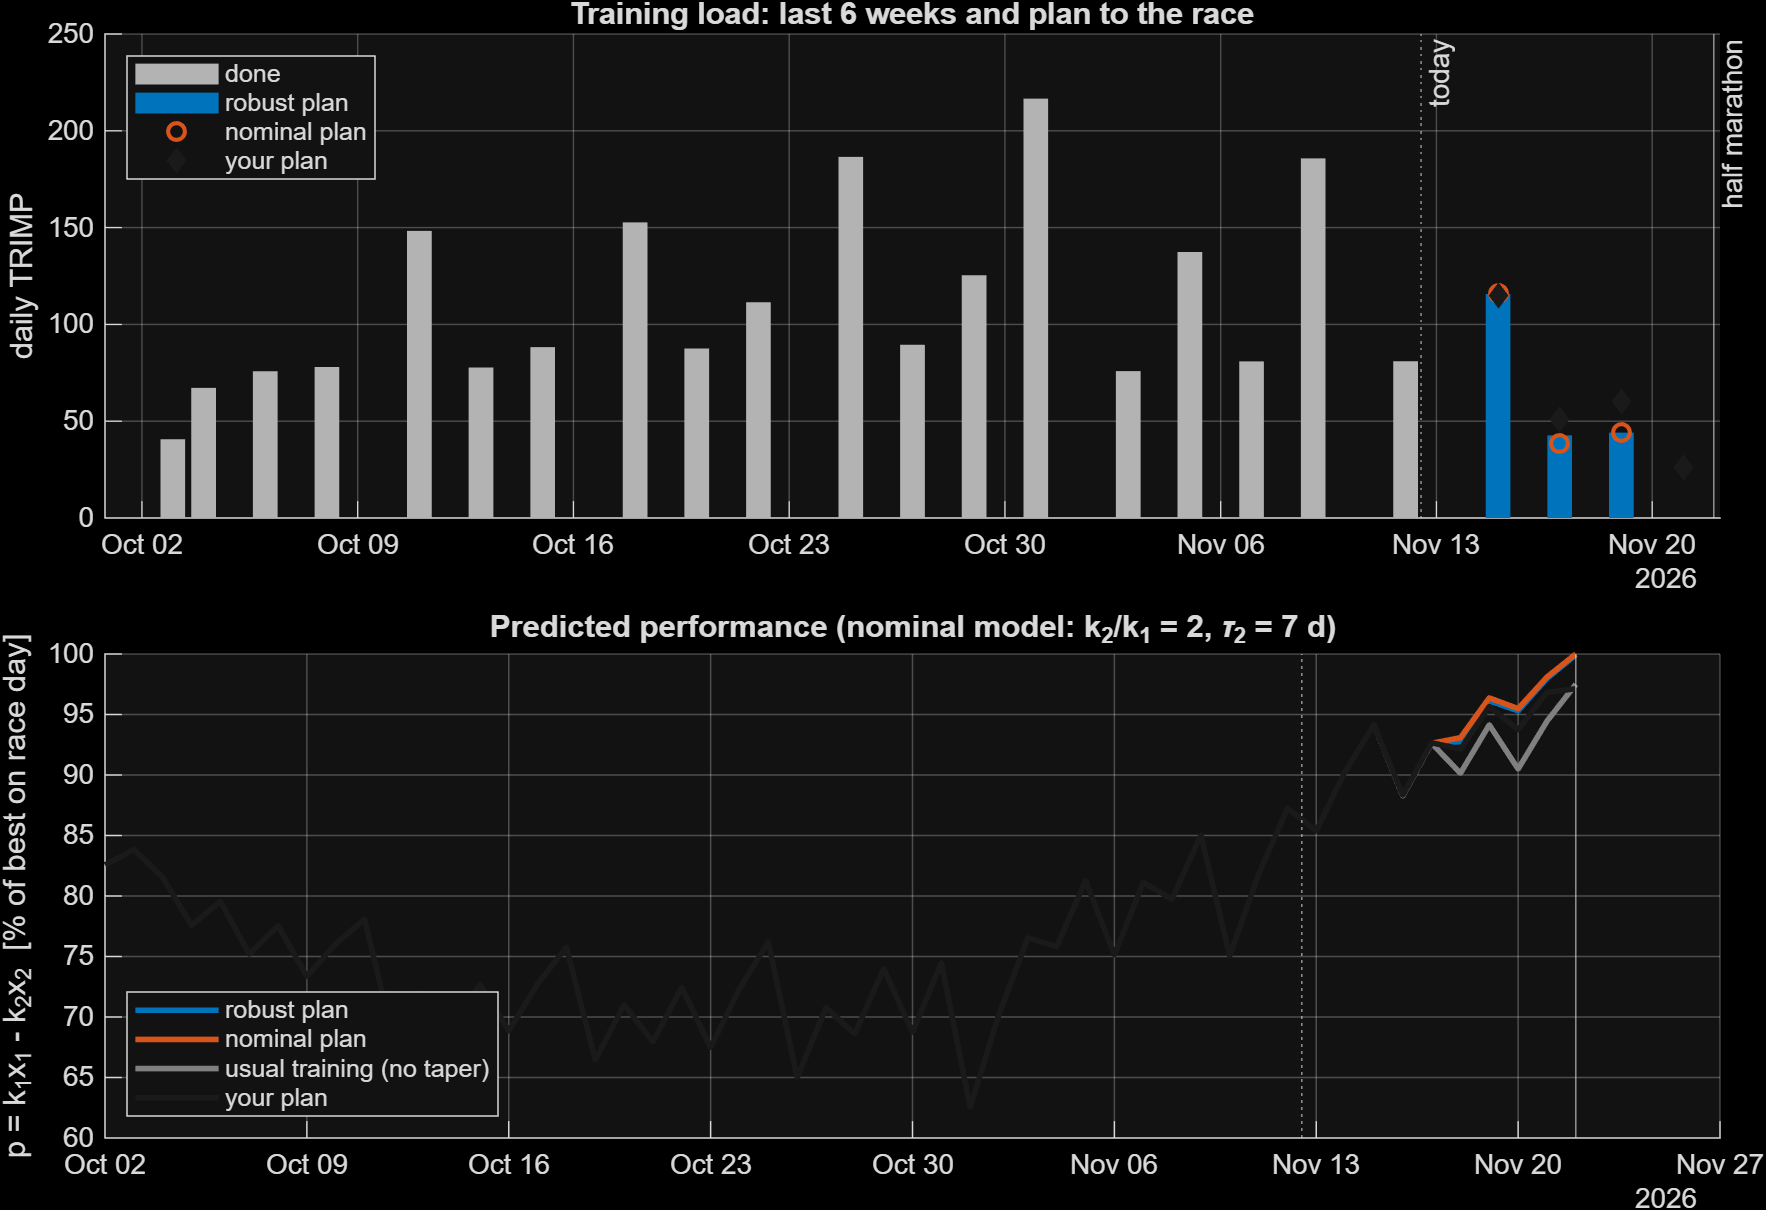 Training load: last 6 weeks and plan to the race
250
200
150
100
50
0
daily TRIMP
done
robust plan
nominal plan
your plan
today
half marathon
Oct 02 Oct 09 Oct 16 Oct 23 Oct 30 Nov 06 Nov 13 Nov 20
2026
Predicted performance (nominal model: k₂/k₁ = 2, τ₂ = 7 d)
100
95
90
85
80
75
70
65
60
p = k₁x₁ - k₂x₂ [% of best on race day]
robust plan
nominal plan
usual training (no taper)
your plan
Oct 02 Oct 09 Oct 16 Oct 23 Oct 30 Nov 06 Nov 13 Nov 20 Nov 27
2026